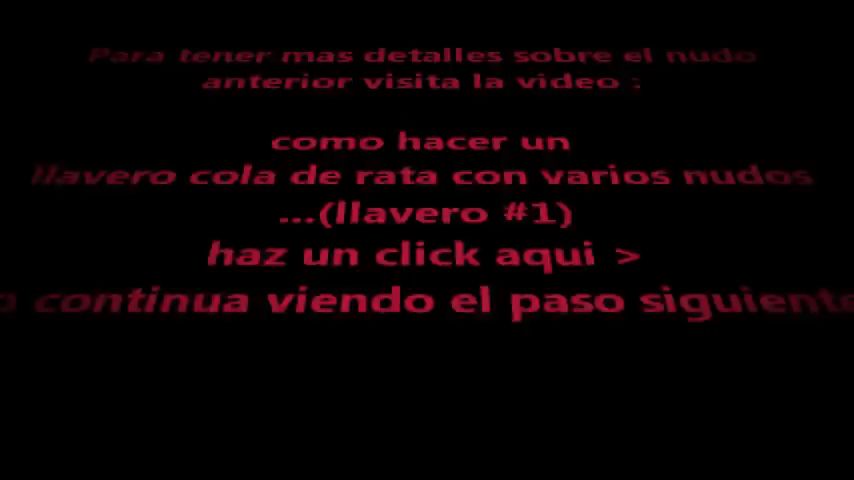 Para tener mas detalles sobre el nudo
anterior visita la video :
como hacer un
llavero cola de rata con varios nudos
...(llavero #1)
haz un click aqui >
o continua viendo el paso siguiente